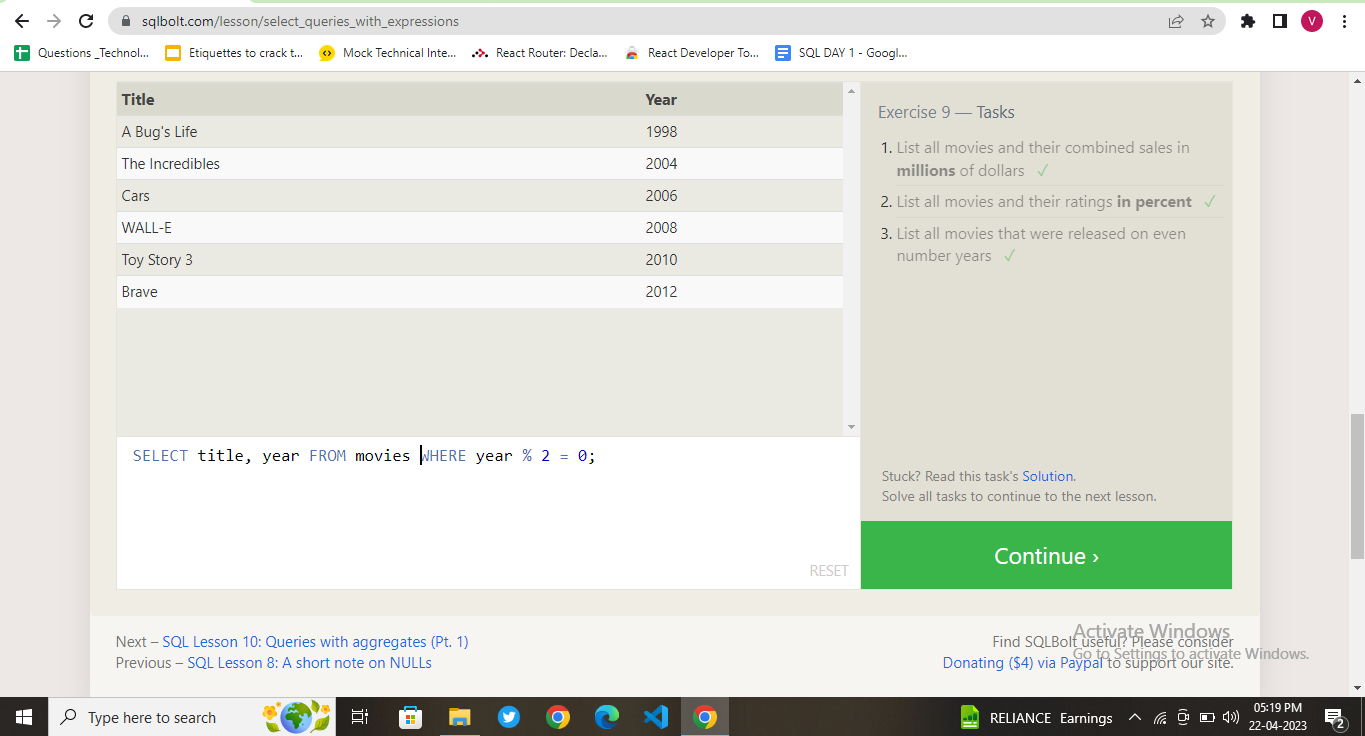 sqlbolt.com/lesson/select_queries_with_expressions
V
Questions _Technol...
Etiquettes to crack t...
Mock Technical Inte...
React Router: Decla...
React Developer To...
SQL DAY 1 - Googl...
Title Year
A Bug's Life 1998
The Incredibles 2004
Cars 2006
WALL-E 2008
Toy Story 3 2010
Brave 2012
SELECT title, year FROM movies WHERE year % 2 = 0;
RESET
Exercise 9 — Tasks
1. List all movies and their combined sales in
millions of dollars ✓
2. List all movies and their ratings in percent ✓
3. List all movies that were released on even
number years ✓
Stuck? Read this task's Solution.
Solve all tasks to continue to the next lesson.
Continue ›
Next – SQL Lesson 10: Queries with aggregates (Pt. 1)
Previous – SQL Lesson 8: A short note on NULLs
Find SQLBolt useful? Please consider
Donating ($4) via Paypal to support our site.
Activate Windows
Go to Settings to activate Windows.
Type here to search
RELIANCE Earnings
05:19 PM
22-04-2023
2